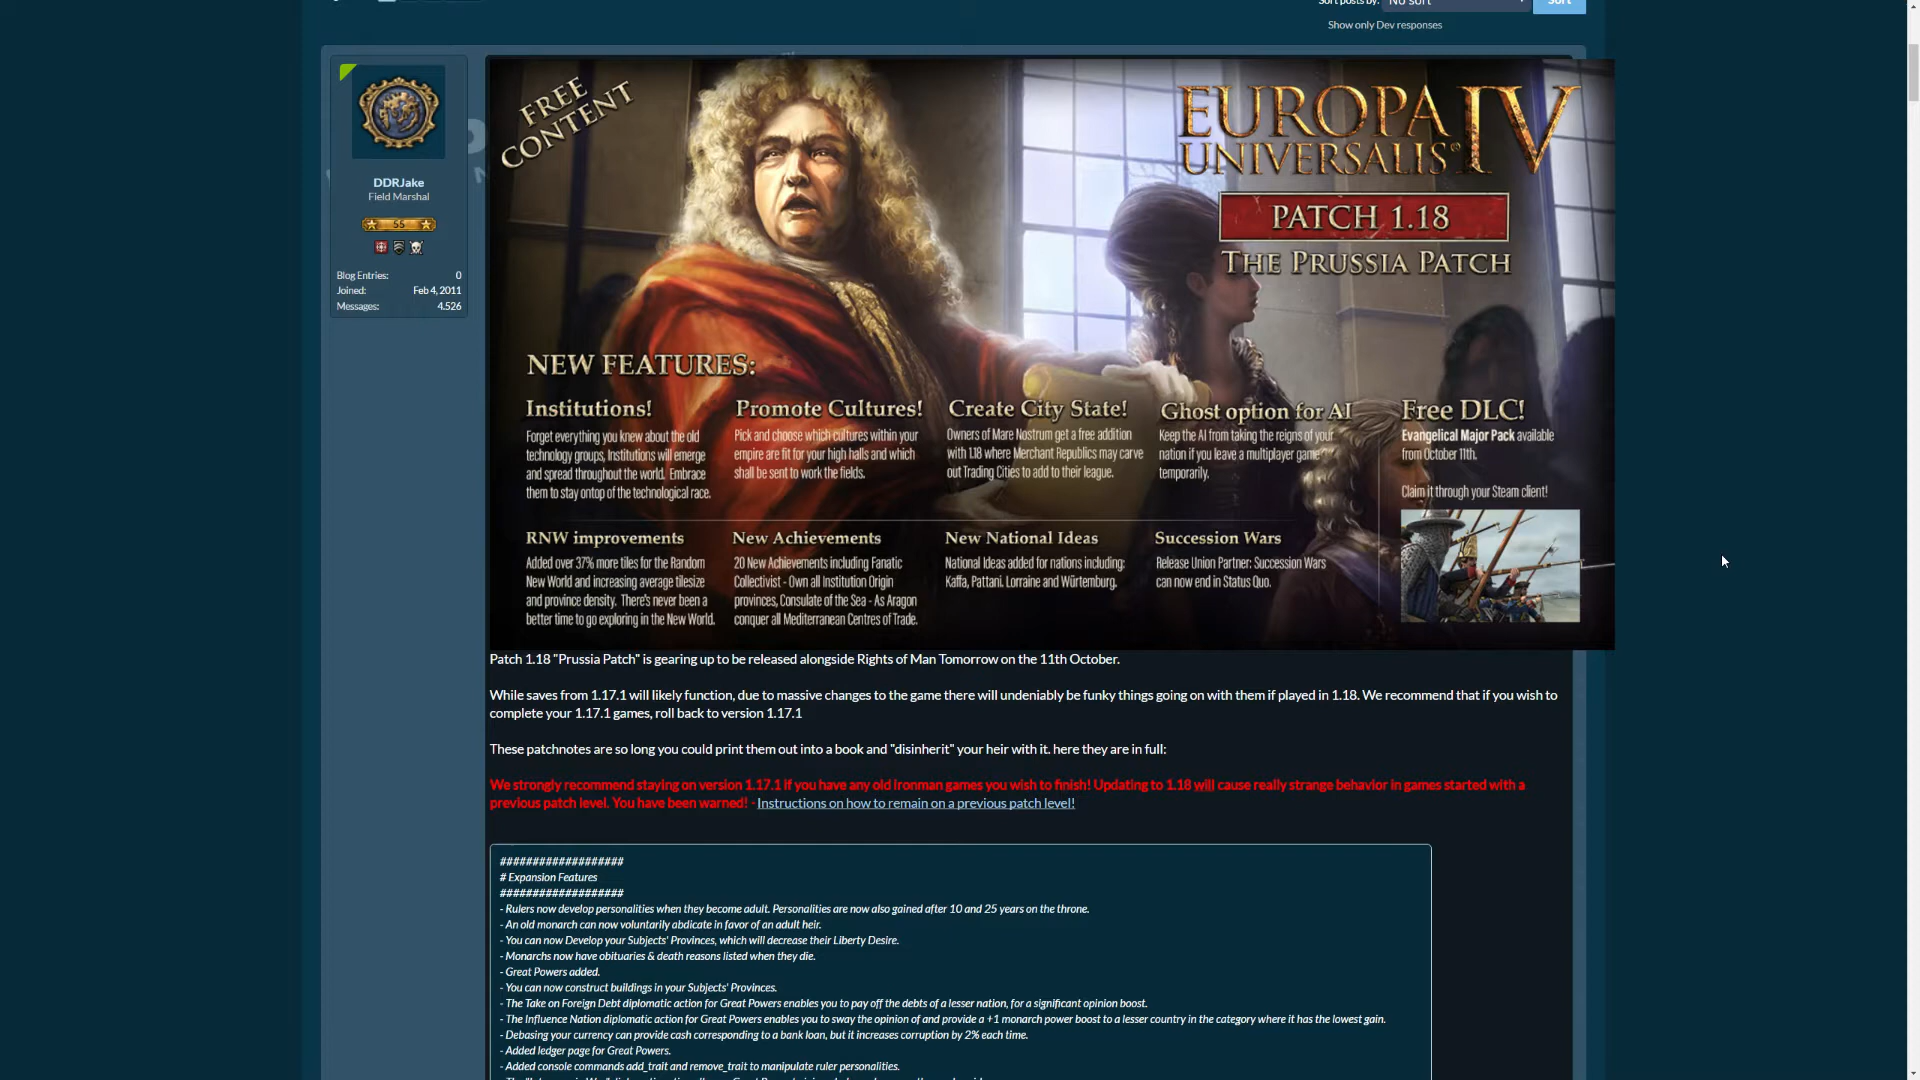 Sort posts by:
No sort
Sort
Show only Dev responses
DDRJake
Field Marshal
55
Blog Entries: 0
Joined: Feb 4, 2011
Messages: 4.526
FREE
CONTENT
EUROPA
UNIVERSALIS IV
PATCH 1.18
THE PRUSSIA PATCH
NEW FEATURES:
Institutions!
Forget everything you knew about the old
technology groups, Institutions will emerge
and spread throughout the world. Embrace
them to stay ontop of the technological race.
Promote Cultures!
Pick and choose which cultures within your
empire are fit for your high halls and which
shall be sent to work the fields.
Create City State!
Owners of Mare Nostrum get a free addition
with 1.18 where Merchant Republics may carve
out Trading Cities to add to their league.
Ghost option for AI
Keep the AI from taking the reigns of your
nation if you leave a multiplayer game
temporarily.
Free DLC!
Evangelical Major Pack available
from October 11th.
Claim it through your Steam client!
RNW improvements
Added over 37% more tiles for the Random
New World and increasing average tilesize
and province density. There's never been a
better time to go exploring in the New World.
New Achievements
20 New Achievements including Fanatic
Collectivist - Own all Institution Origin
provinces, Consulate of the Sea - As Aragon
conquer all Mediterranean Centres of Trade.
New National Ideas
National Ideas added for nations including:
Kaffa, Pattani, Lorraine and Würtemburg.
Succession Wars
Release Union Partner: Succession Wars
can now end in Status Quo.
Patch 1.18 "Prussia Patch" is gearing up to be released alongside Rights of Man Tomorrow on the 11th October.
While saves from 1.17.1 will likely function, due to massive changes to the game there will undeniably be funky things going on with them if played in 1.18. We recommend that if you wish to
complete your 1.17.1 games, roll back to version 1.17.1
These patchnotes are so long you could print them out into a book and "disinherit" your heir with it. here they are in full:
We strongly recommend staying on version 1.17.1 if you have any old ironman games you wish to finish! Updating to 1.18 will cause really strange behavior in games started with a
previous patch level. You have been warned! - Instructions on how to remain on a previous patch level!
###################
# Expansion Features
###################
- Rulers now develop personalities when they become adult. Personalities are now also gained after 10 and 25 years on the throne.
- An old monarch can now voluntarily abdicate in favor of an adult heir.
- You can now Develop your Subjects' Provinces, which will decrease their Liberty Desire.
- Monarchs now have obituaries & death reasons listed when they die.
- Great Powers added.
- You can now construct buildings in your Subjects' Provinces.
- The Take on Foreign Debt diplomatic action for Great Powers enables you to pay off the debts of a lesser nation, for a significant opinion boost.
- The Influence Nation diplomatic action for Great Powers enables you to sway the opinion of and provide a +1 monarch power boost to a lesser country in the category where it has the lowest gain.
- Debasing your currency can provide cash corresponding to a bank loan, but it increases corruption by 2% each time.
- Added ledger page for Great Powers.
- Added console commands add_trait and remove_trait to manipulate ruler personalities.